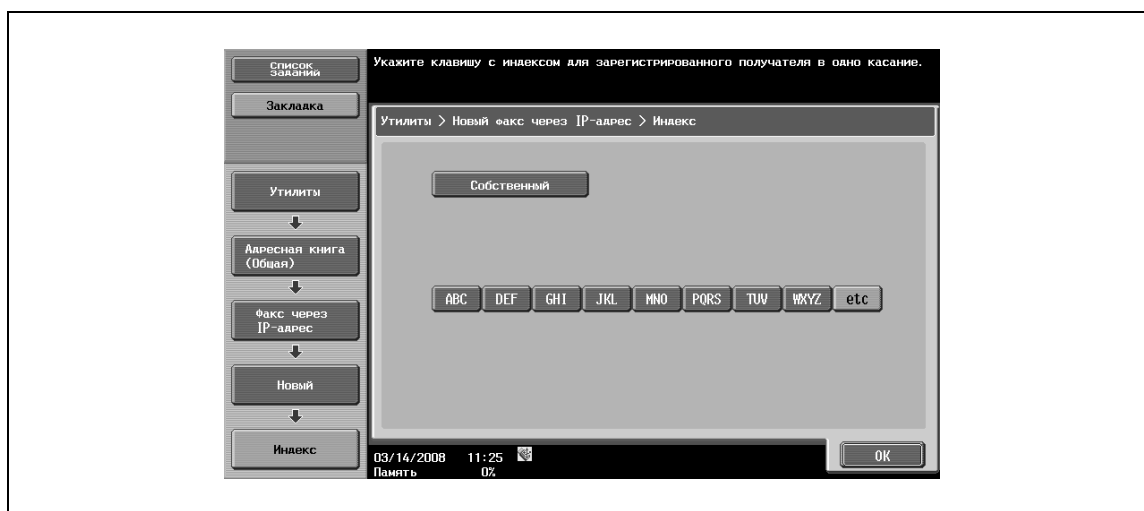 Список
заданий
Укажите клавишу с индексом для зарегистрированного получателя в одно касание.
Закладка
Утилиты > Новый факс через IP-адрес > Индекс
Собственный
Утилиты
Адресная книга
(Общая)
ABC DEF GHI JKL MNO PQRS TUV WXYZ etc
Факс через
IP-адрес
Новый
Индекс
03/14/2008 11:25
Память 0%
OK